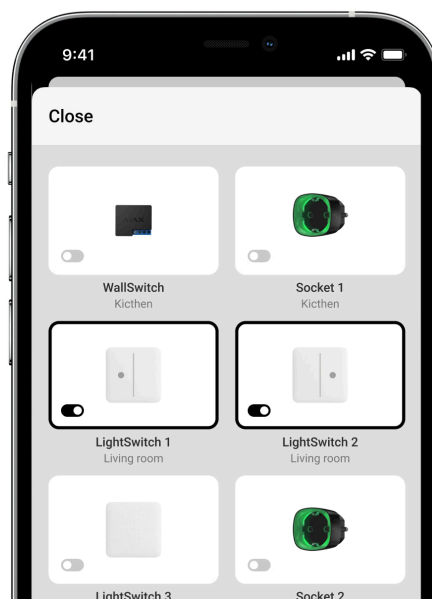 9:41
Close
WallSwitch
Kicthen
Socket 1
Kicthen
LightSwitch 1
Living room
LightSwitch 2
Living room
LightSwitch 3
Socket 2